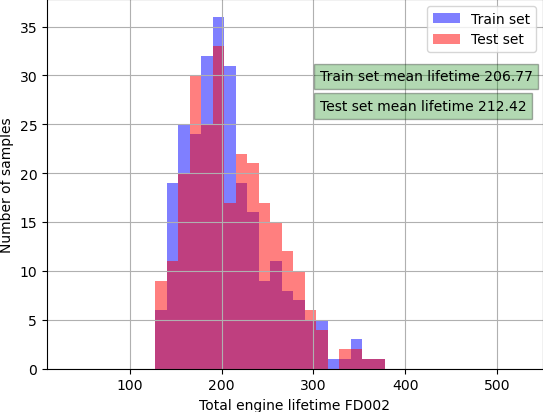 Train set
Test set
Train set mean lifetime 206.77
Test set mean lifetime 212.42
Number of samples
35
30
25
20
15
10
5
0
100 200 300 400 500
Total engine lifetime FD002